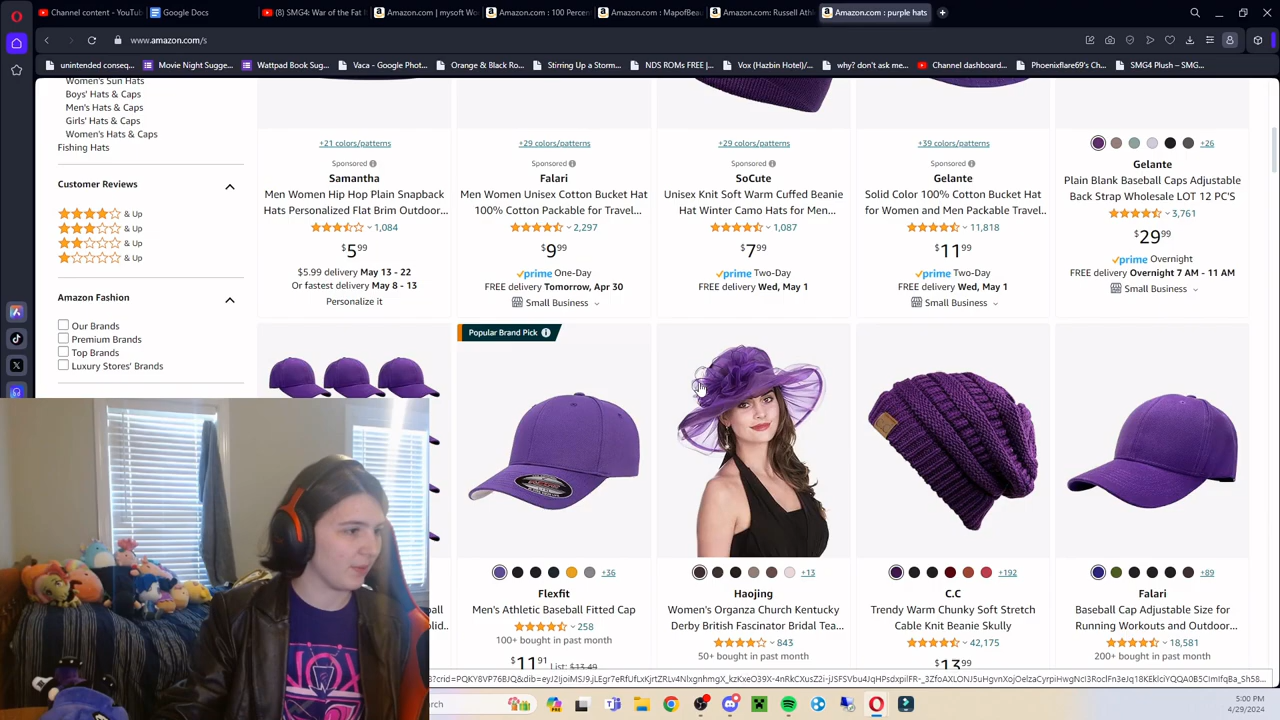 Channel content - YouTu
Google Docs
(8) SMG4: War of the Fat I
Amazon.com | mysoft Wo
Amazon.com : 100 Percen
Amazon.com : MapofBeau
Amazon.com: Russell Ath
Amazon.com : purple hats
www.amazon.com/s
unintended conseq...
Movie Night Sugge...
Wattpad Book Sug...
Vaca - Google Phot...
Orange & Black Ro...
Stirring Up a Storm...
NDS ROMs FREE |...
Vox (Hazbin Hotel)/...
why? don't ask me...
Channel dashboard...
Phoenixflare69's Ch...
SMG4 Plush – SMG...
Women's Sun Hats
Boys' Hats & Caps
Men's Hats & Caps
Girls' Hats & Caps
Women's Hats & Caps
Fishing Hats
Customer Reviews
& Up
& Up
& Up
& Up
Amazon Fashion
Our Brands
Premium Brands
Top Brands
Luxury Stores' Brands
+21 colors/patterns
Sponsored
Samantha
Men Women Hip Hop Plain Snapback
Hats Personalized Flat Brim Outdoor...
1,084
$5.99
$5.99 delivery May 13 - 22
Or fastest delivery May 8 - 13
Personalize it
+29 colors/patterns
Sponsored
Falari
Men Women Unisex Cotton Bucket Hat
100% Cotton Packable for Travel...
2,297
$9.99
prime One-Day
FREE delivery Tomorrow, Apr 30
Small Business
+29 colors/patterns
Sponsored
SoCute
Unisex Knit Soft Warm Cuffed Beanie
Hat Winter Camo Hats for Men...
1,087
$7.99
prime Two-Day
FREE delivery Wed, May 1
+39 colors/patterns
Sponsored
Gelante
Solid Color 100% Cotton Bucket Hat
for Women and Men Packable Travel...
11,818
$11.99
prime Two-Day
FREE delivery Wed, May 1
Small Business
+26
Gelante
Plain Blank Baseball Caps Adjustable
Back Strap Wholesale LOT 12 PC'S
3,761
$29.99
prime Overnight
FREE delivery Overnight 7 AM - 11 AM
Small Business
Popular Brand Pick
+36
Flexfit
Men's Athletic Baseball Fitted Cap
258
100+ bought in past month
$11.91 List: $13.49
+13
Haojing
Women's Organza Church Kentucky
Derby British Fascinator Bridal Tea...
843
50+ bought in past month
+192
C.C
Trendy Warm Chunky Soft Stretch
Cable Knit Beanie Skully
42,175
$13.99
+89
Falari
Baseball Cap Adjustable Size for
Running Workouts and Outdoor...
18,581
200+ bought in past month
5:00 PM
4/29/2024